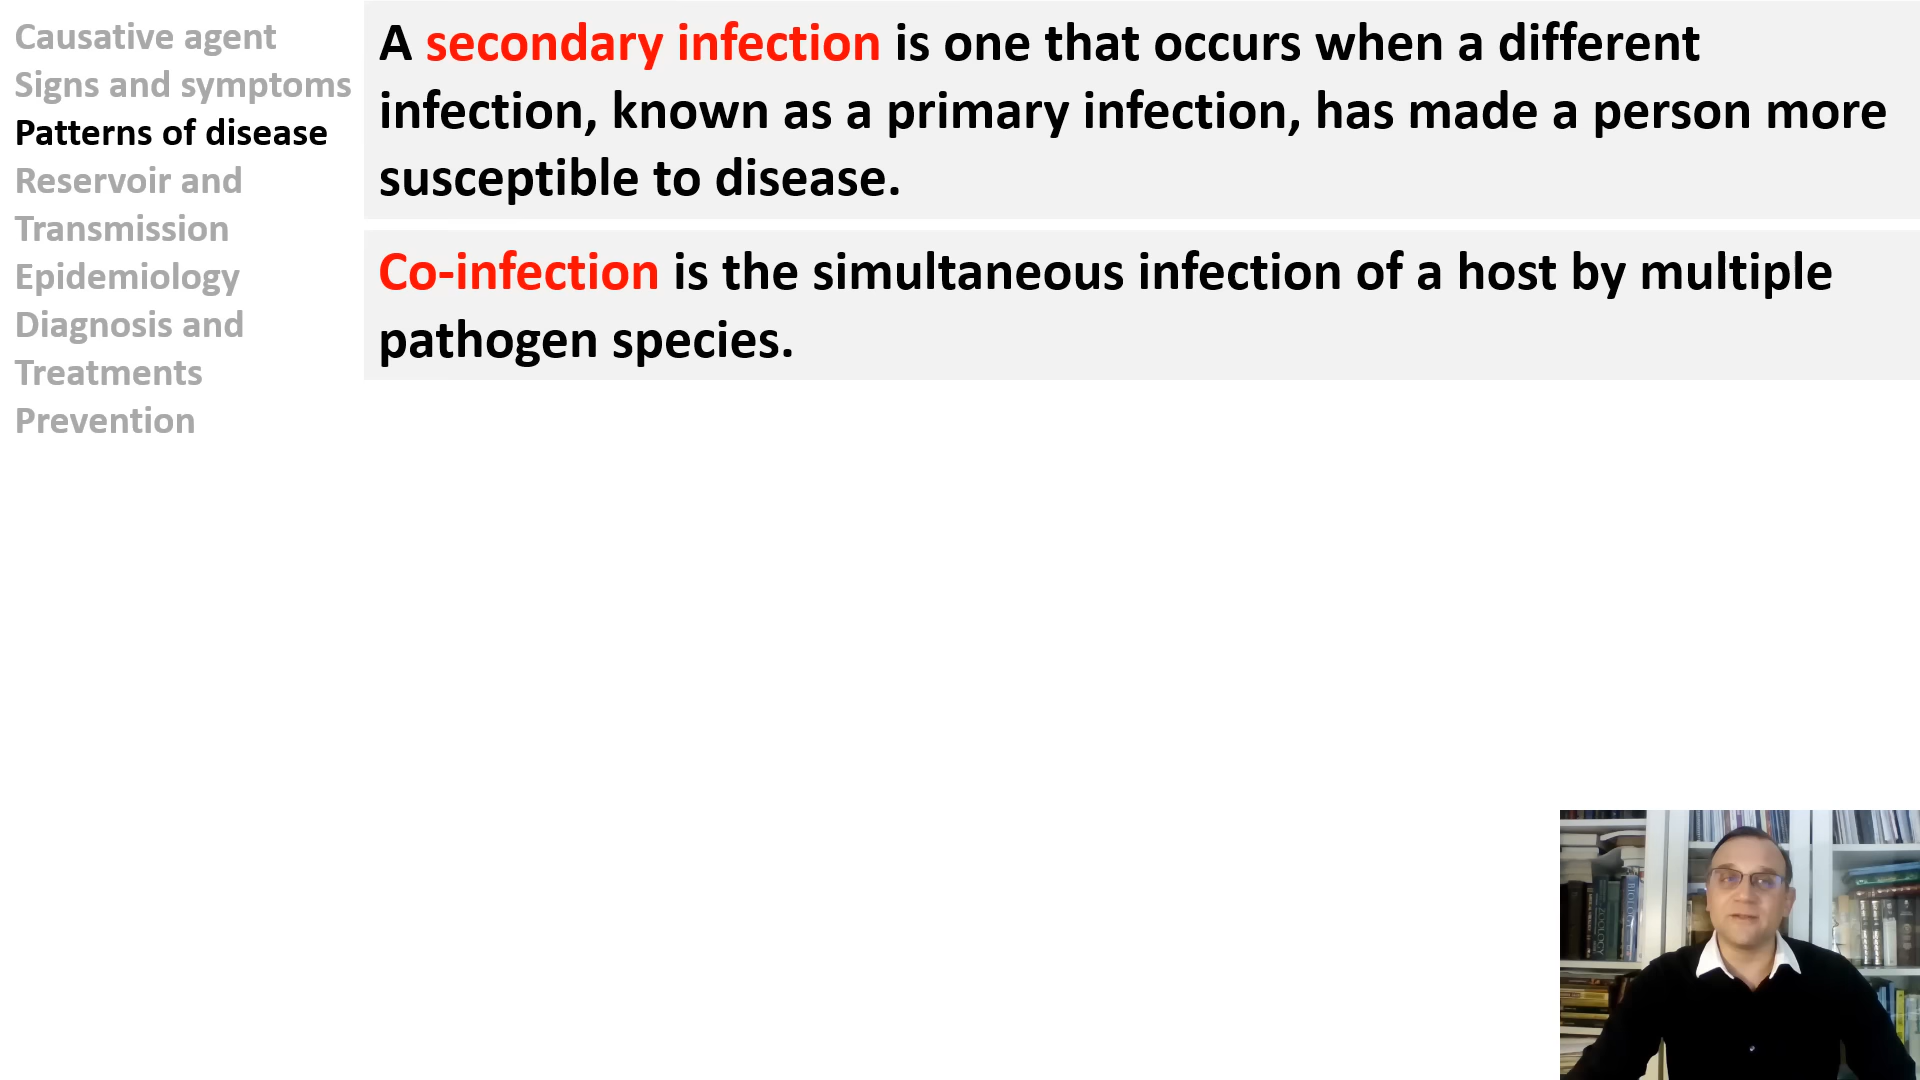 Causative agent
Signs and symptoms
Patterns of disease
Reservoir and
Transmission
Epidemiology
Diagnosis and
Treatments
Prevention
A secondary infection is one that occurs when a different
infection, known as a primary infection, has made a person more
susceptible to disease.
Co-infection is the simultaneous infection of a host by multiple
pathogen species.
ZOOLOGY